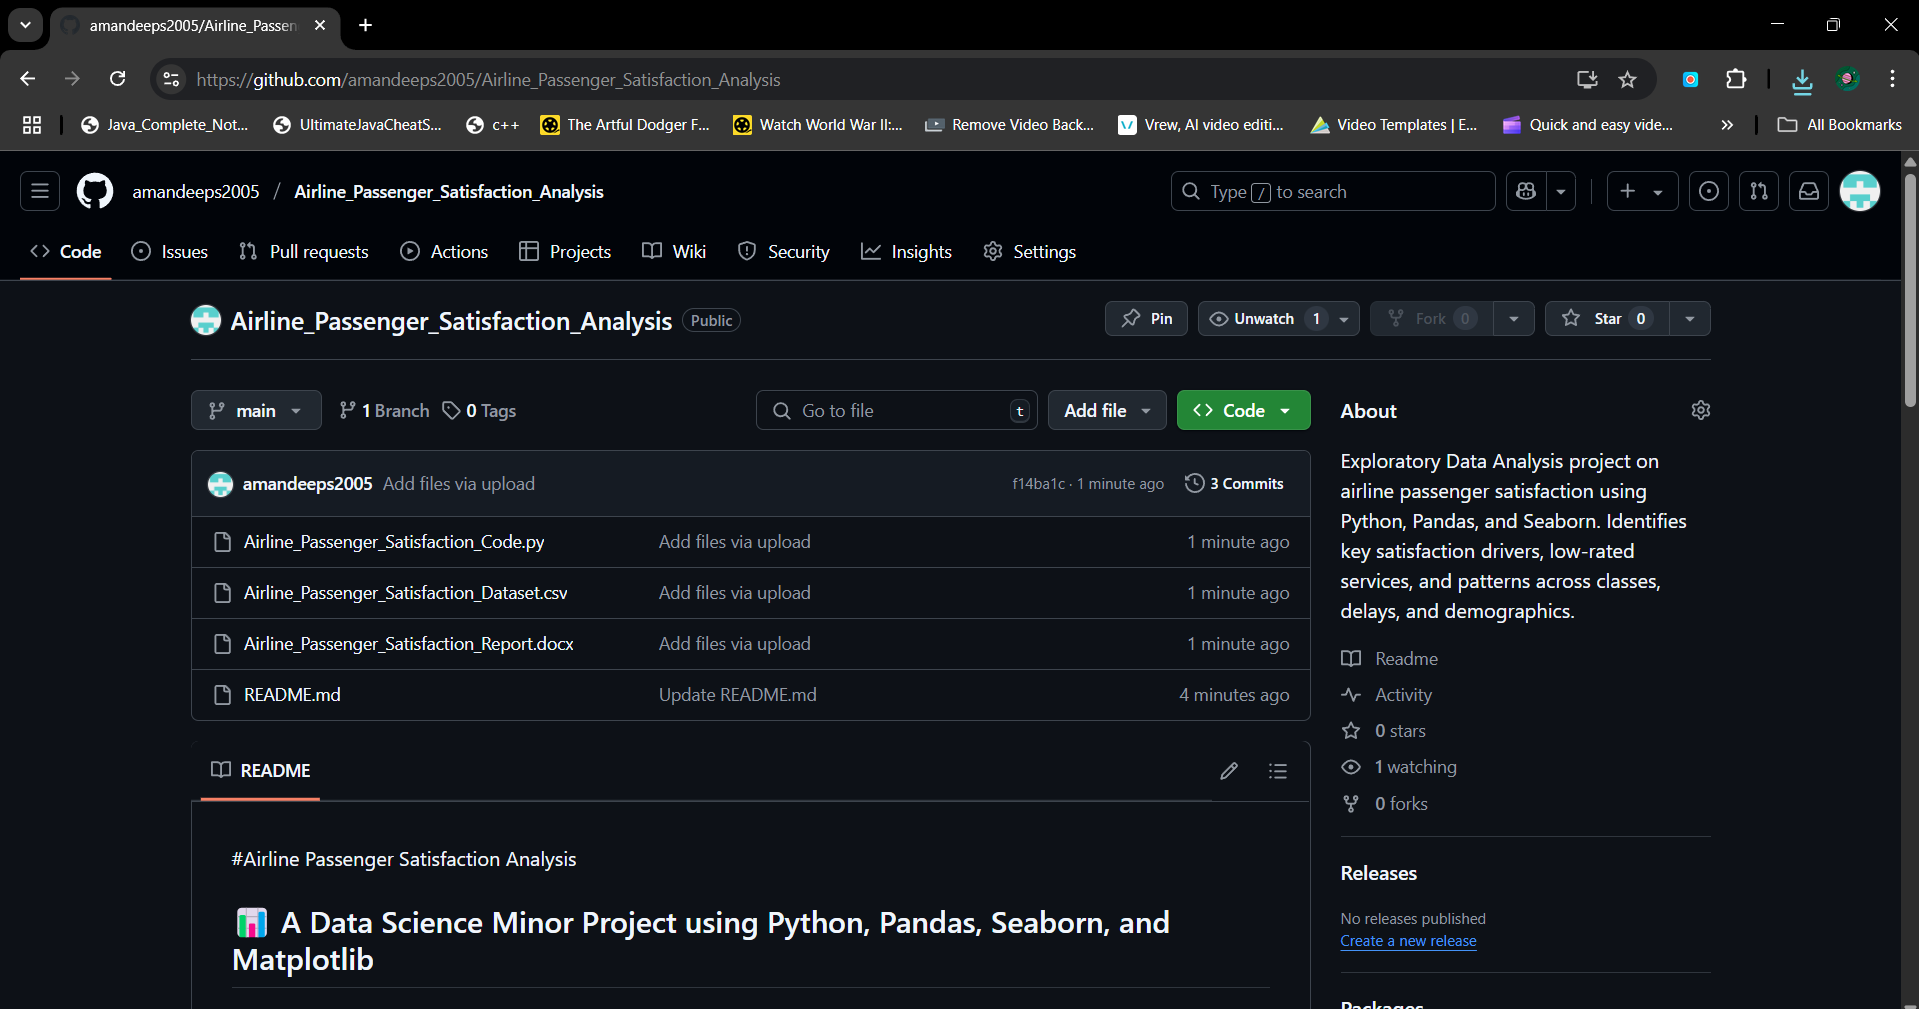 amandeeps2005/Airline_Passen
https://github.com/amandeeps2005/Airline_Passenger_Satisfaction_Analysis
Java_Complete_Not...
UltimateJavaCheatS...
c++
The Artful Dodger F...
Watch World War II:...
Remove Video Back...
Vrew, AI video editi...
Video Templates | E...
Quick and easy vide...
All Bookmarks
amandeeps2005 / Airline_Passenger_Satisfaction_Analysis
Type / to search
Code
Issues
Pull requests
Actions
Projects
Wiki
Security
Insights
Settings
Airline_Passenger_Satisfaction_Analysis Public
Pin
Unwatch 1
Fork 0
Star 0
main
1 Branch
0 Tags
Go to file t
Add file
Code
amandeeps2005 Add files via upload f14ba1c · 1 minute ago 3 Commits
Airline_Passenger_Satisfaction_Code.py Add files via upload 1 minute ago
Airline_Passenger_Satisfaction_Dataset.csv Add files via upload 1 minute ago
Airline_Passenger_Satisfaction_Report.docx Add files via upload 1 minute ago
README.md Update README.md 4 minutes ago
README
#Airline Passenger Satisfaction Analysis
📊 A Data Science Minor Project using Python, Pandas, Seaborn, and
Matplotlib
About
Exploratory Data Analysis project on
airline passenger satisfaction using
Python, Pandas, and Seaborn. Identifies
key satisfaction drivers, low-rated
services, and patterns across classes,
delays, and demographics.
Readme
Activity
0 stars
1 watching
0 forks
Releases
No releases published
Create a new release
Packages